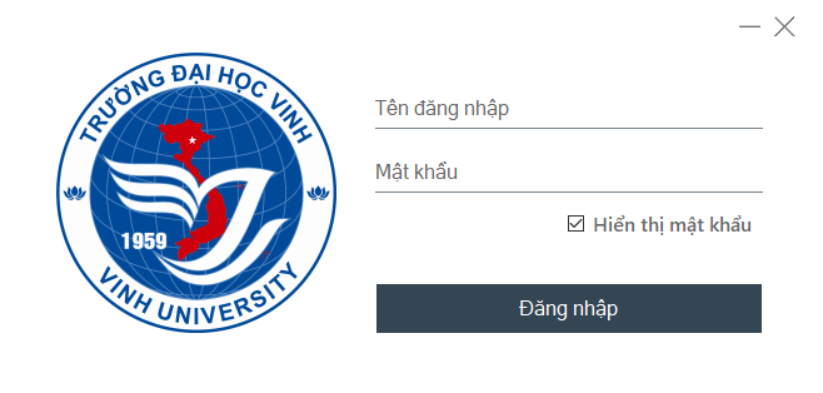 TRƯỜNG ĐẠI HỌC VINH
1959
VINH UNIVERSITY
Tên đăng nhập
Mật khẩu
Hiển thị mật khẩu
Đăng nhập